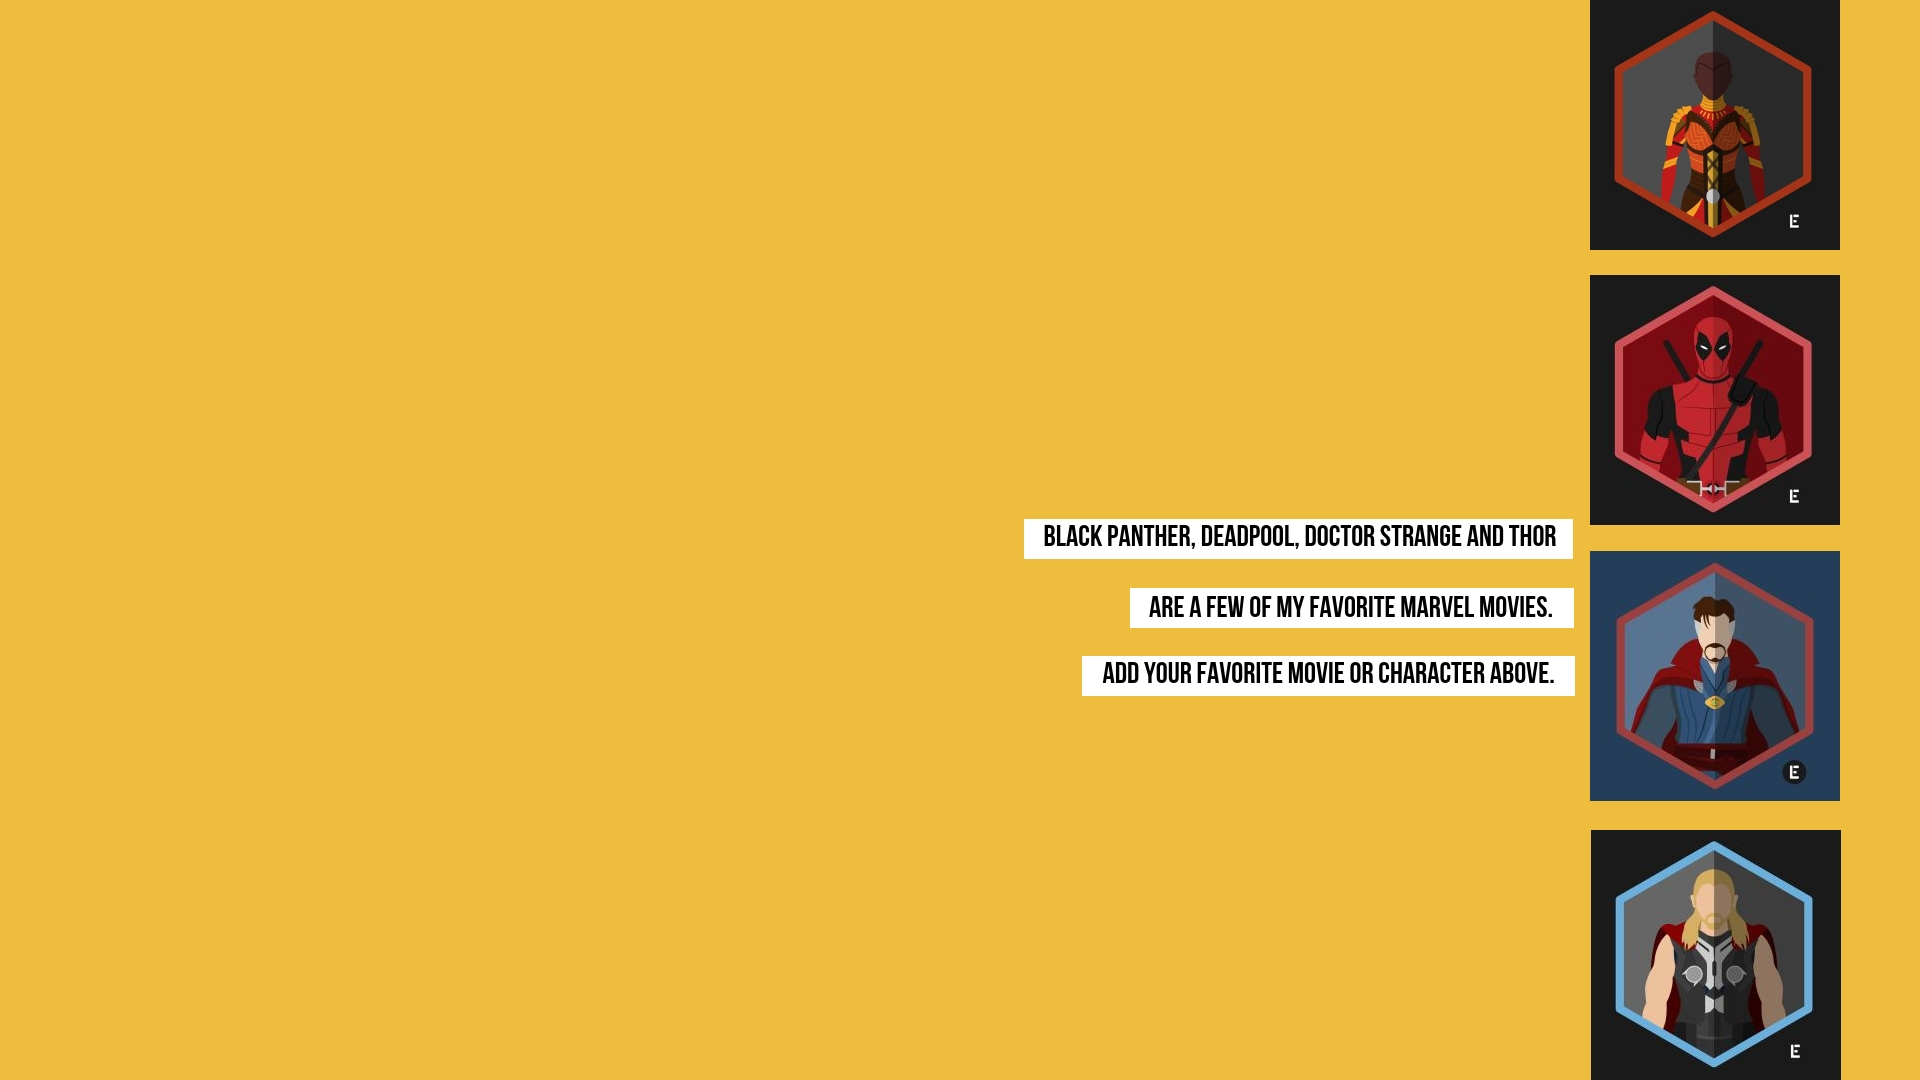 E
E
BLACK PANTHER, DEADPOOL, DOCTOR STRANGE AND THOR
ARE A FEW OF MY FAVORITE MARVEL MOVIES.
ADD YOUR FAVORITE MOVIE OR CHARACTER ABOVE.
E
E